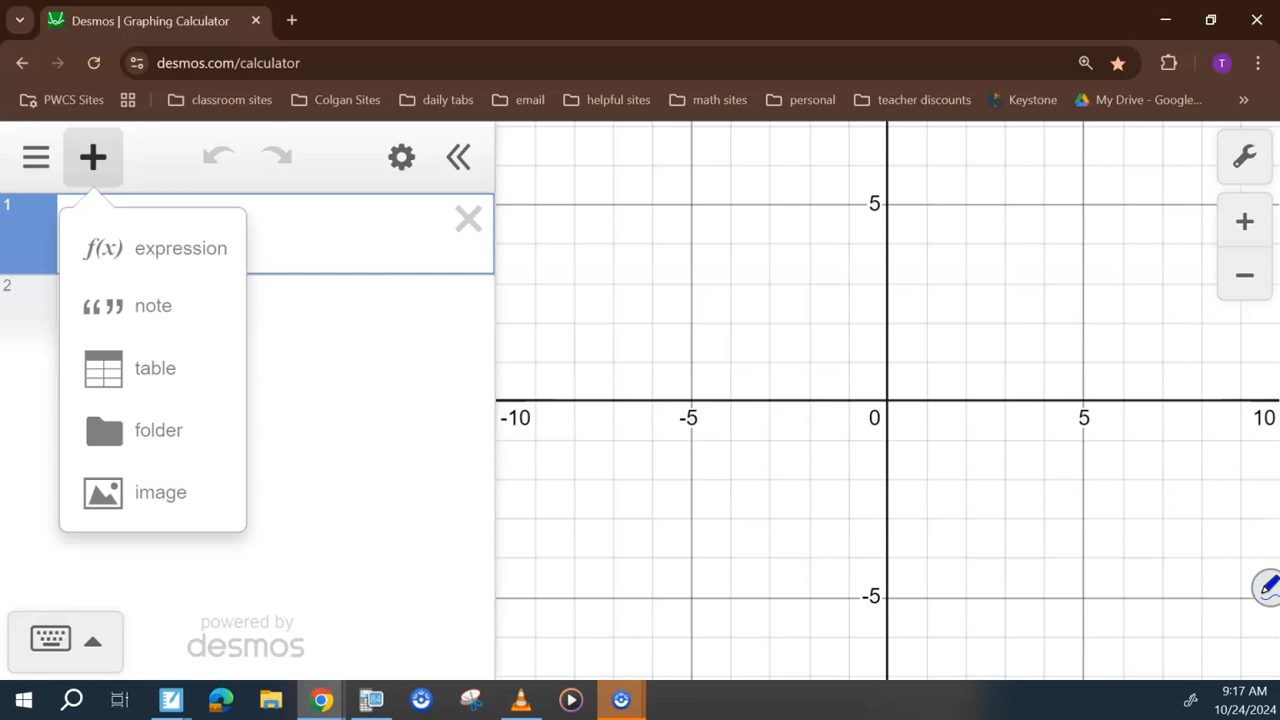 Desmos | Graphing Calculator
desmos.com/calculator
T
PWCS Sites
classroom sites
Colgan Sites
daily tabs
email
helpful sites
math sites
personal
teacher discounts
Keystone
My Drive - Google...
1
f(x) expression
2
note
table
folder
image
powered by
desmos
5
-10
-5
0
5
10
-5
9:17 AM
10/24/2024